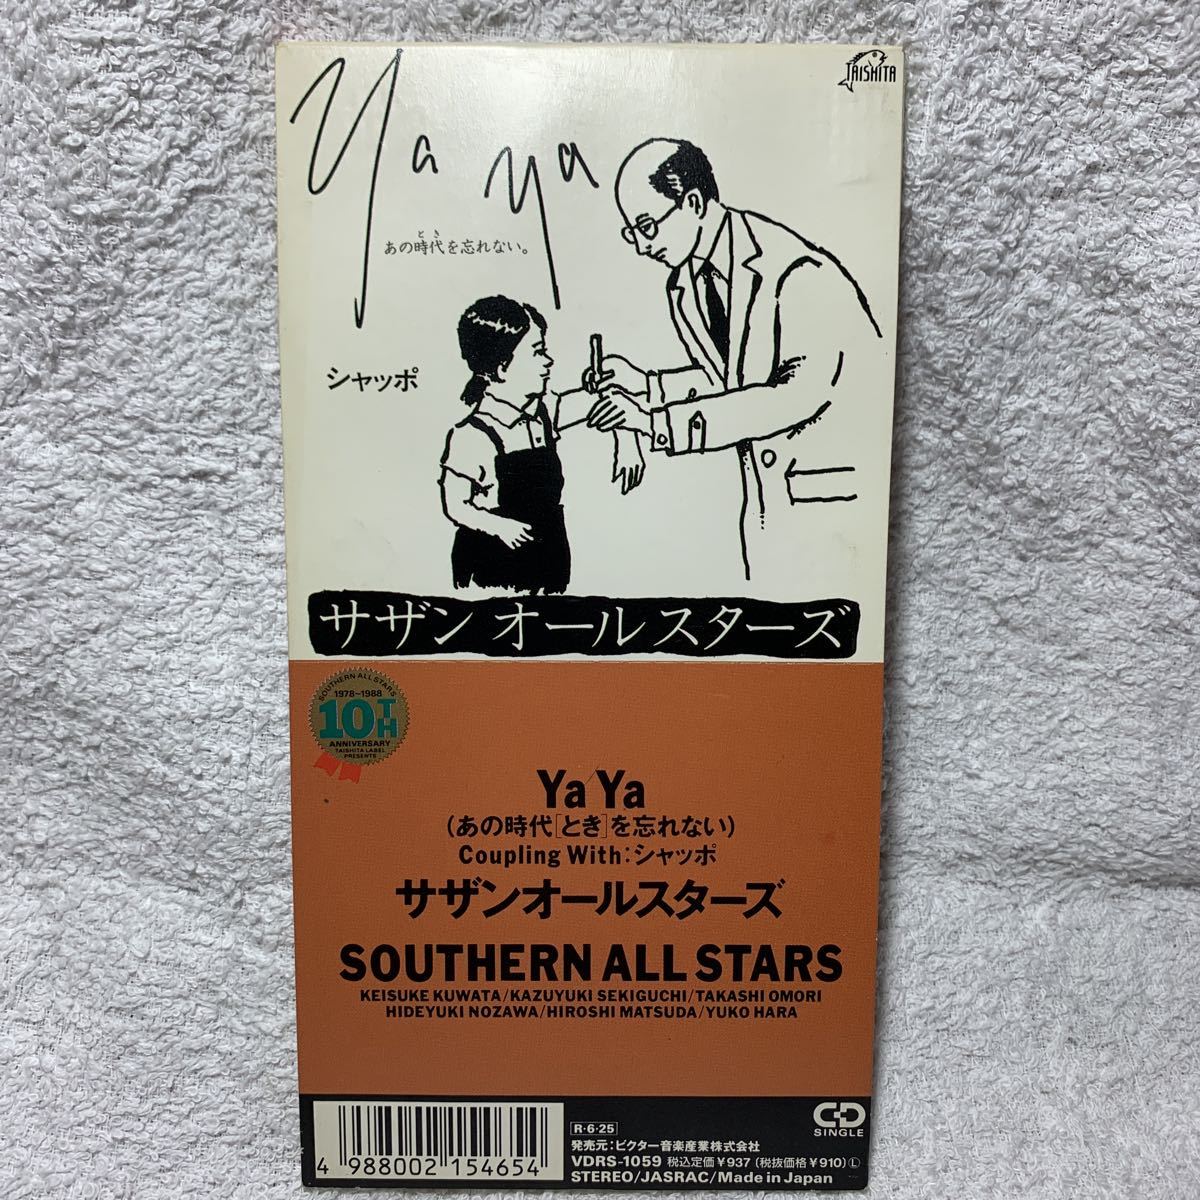 TAISHITA
Ya Ya
とき
あの時代を忘れない。
シャッポ
サザン オールスターズ
SOUTHERN ALL STARS
1978~1988
10TH
ANNIVERSARY
TAISHITA LABEL
PRESENTS
Ya Ya
(あの時代[とき]を忘れない)
Coupling With:シャッポ
サザンオールスターズ
SOUTHERN ALL STARS
KEISUKE KUWATA/KAZUYUKI SEKIGUCHI/TAKASHI OMORI
HIDEYUKI NOZAWA/HIROSHI MATSUDA/YUKO HARA
4 988002 154654
R·6·25
発売元:ビクター音楽産業株式会社
VDRS-1059 税込定価¥937 (税抜価格¥910) Ⓛ
STEREO/JASRAC/Made in Japan
CD
SINGLE